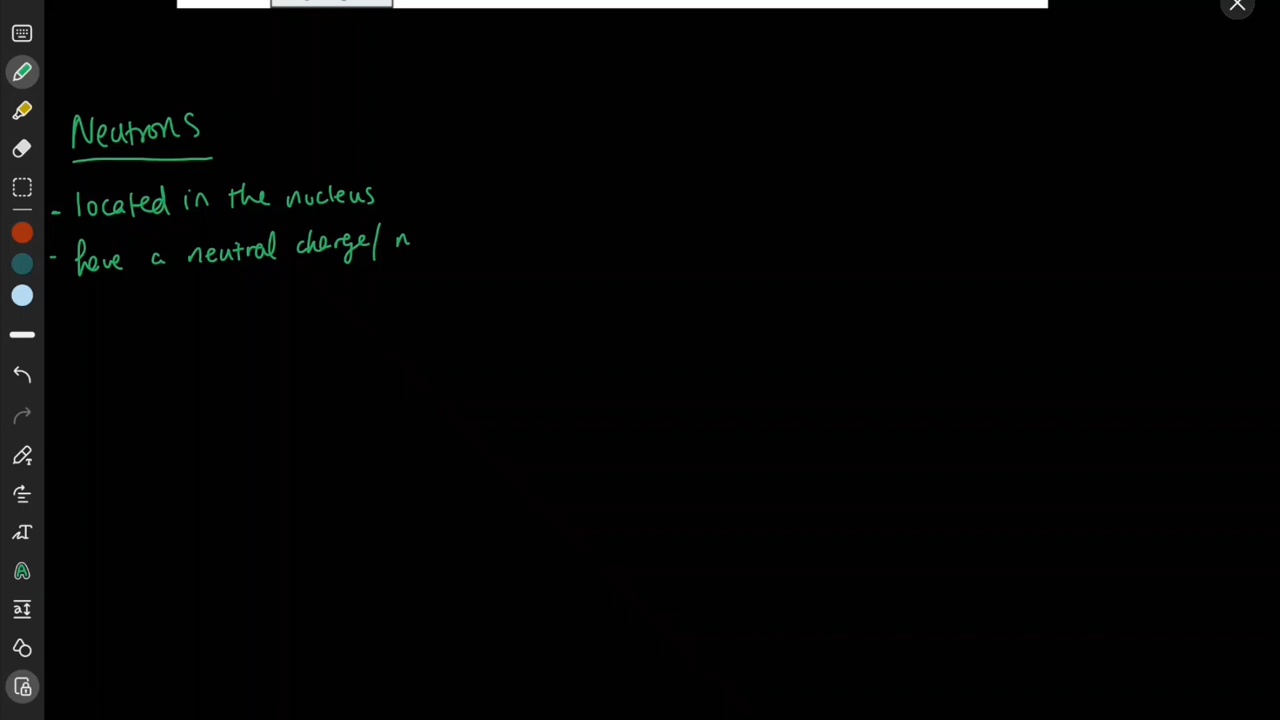 Neutrons
- located in the nucleus
- have a neutral charge/ n